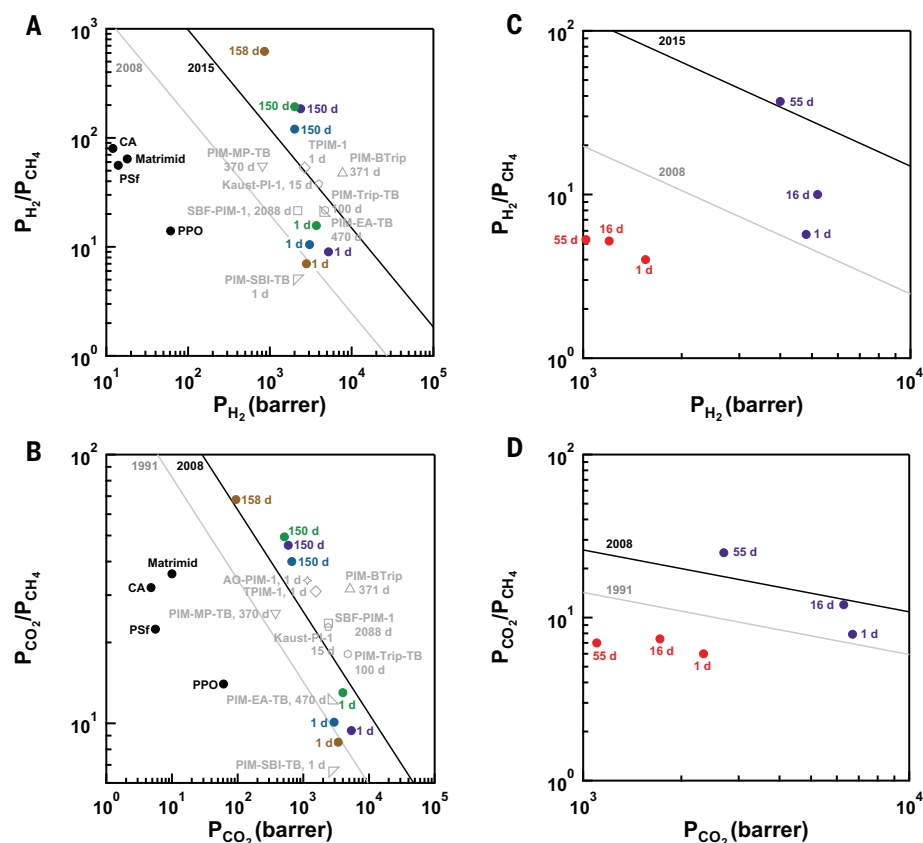 A
10³
10²
10¹
10⁰
P_H₂/P_CH₄
2008
2015
158 d
150 d
150 d
150 d
CA
Matrimid
PSf
PPO
PIM-MP-TB
370 d
TPIM-1
1 d
PIM-BTrip
371 d
Kaust-PI-1, 15 d
PIM-Trip-TB
100 d
SBF-PIM-1, 2088 d
PIM-EA-TB
470 d
1 d
1 d
1 d
1 d
PIM-SBI-TB
1 d
10¹
10²
10³
10⁴
10⁵
P_H₂ (barrer)
C
10²
10¹
10⁰
P_H₂/P_CH₄
2015
2008
55 d
16 d
1 d
55 d
16 d
1 d
10³
10⁴
P_H₂ (barrer)
B
10²
10¹
P_CO₂/P_CH₄
1991
2008
158 d
150 d
150 d
150 d
Matrimid
CA
PSf
PPO
AO-PIM-1, 1 d
TPIM-1, 1 d
PIM-BTrip
371 d
PIM-MP-TB, 370 d
SBF-PIM-1
2088 d
Kaust-PI-1
15 d
PIM-Trip-TB
100 d
PIM-EA-TB, 470 d
1 d
1 d
1 d
1 d
PIM-SBI-TB, 1 d
10⁰
10¹
10²
10³
10⁴
10⁵
P_CO₂ (barrer)
D
10²
10¹
10⁰
P_CO₂/P_CH₄
2008
1991
55 d
16 d
1 d
55 d
16 d
1 d
10³
10⁴
P_CO₂ (barrer)